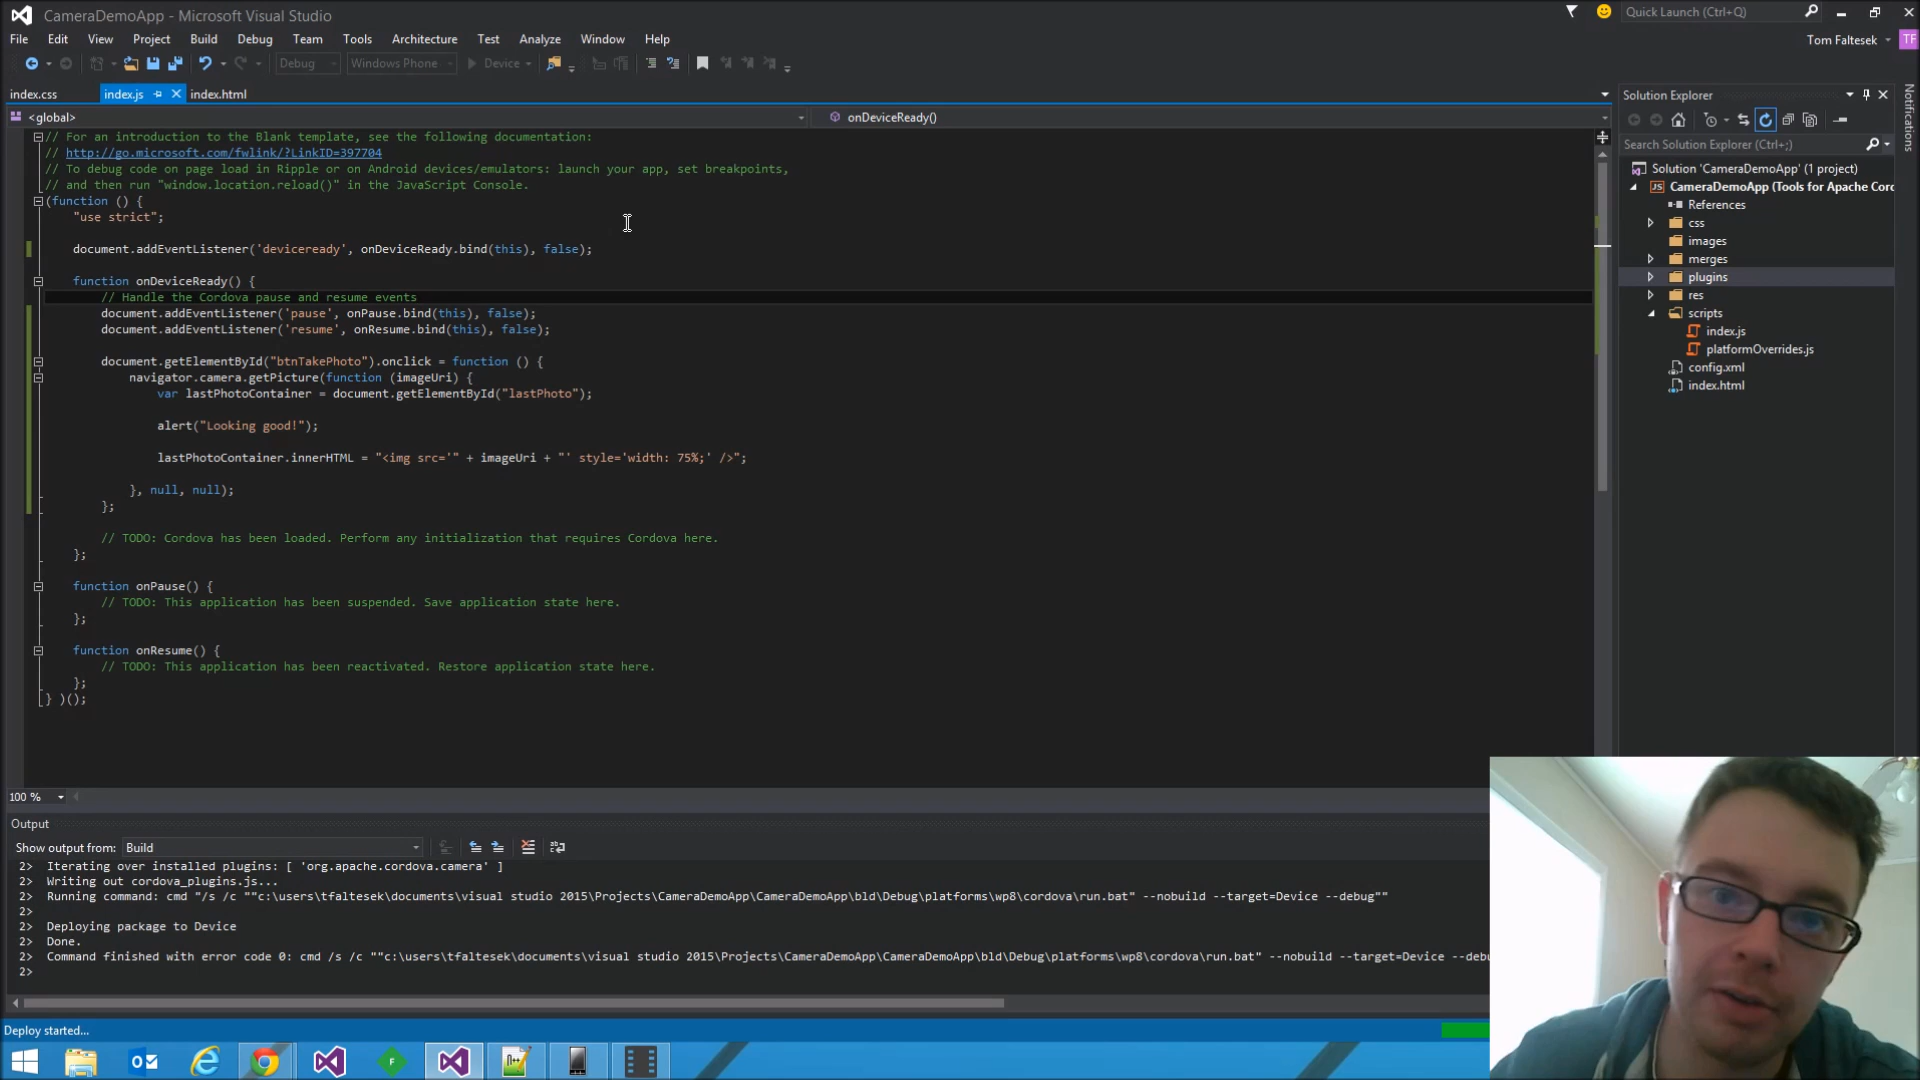 CameraDemoApp - Microsoft Visual Studio
Quick Launch (Ctrl+Q)
File Edit View Project Build Debug Team Tools Test Architecture Analyze Window Help
Tom Faltesek TF
Debug Windows Phone Device
index.css index.js index.html
<global> onDeviceReady()
// For an introduction to the Blank template, see the following documentation:
// http://go.microsoft.com/fwlink/?LinkID=397704
// To debug code on page load in Ripple or on Android devices/emulators: launch your app, set breakpoints,
// and then run "window.location.reload()" in the JavaScript Console.
(function () {
"use strict";
document.addEventListener('deviceready', onDeviceReady.bind(this), false);
function onDeviceReady() {
// Handle the Cordova pause and resume events
document.addEventListener('pause', onPause.bind(this), false);
document.addEventListener('resume', onResume.bind(this), false);
document.getElementById("btnTakePhoto").onclick = function () {
navigator.camera.getPicture(function (imageUri) {
var lastPhotoContainer = document.getElementById("lastPhoto");
alert("Looking good!");
lastPhotoContainer.innerHTML = "<img src='" + imageUri + "' style='width: 75%;' />";
}, null, null);
};
// TODO: Cordova has been loaded. Perform any initialization that requires Cordova here.
};
function onPause() {
// TODO: This application has been suspended. Save application state here.
};
function onResume() {
// TODO: This application has been reactivated. Restore application state here.
};
} )();
100 %
Solution Explorer
Search Solution Explorer (Ctrl+;)
Solution 'CameraDemoApp' (1 project)
CameraDemoApp (Tools for Apache Cord
References
css
images
merges
plugins
res
scripts
index.js
platformOverrides.js
config.xml
index.html
Notifications
Output
Show output from: Build
2> Iterating over installed plugins: [ 'org.apache.cordova.camera' ]
2> Writing out cordova_plugins.js...
2> Running command: cmd "/s /c ""c:\users\tfaltesek\documents\visual studio 2015\Projects\CameraDemoApp\CameraDemoApp\bld\Debug\platforms\wp8\cordova\run.bat" --nobuild --target=Device --debug""
2>
2> Deploying package to Device
2> Done.
2> Command finished with error code 0: cmd /s /c ""c:\users\tfaltesek\documents\visual studio 2015\Projects\CameraDemoApp\CameraDemoApp\bld\Debug\platforms\wp8\cordova\run.bat" --nobuild --target=Device --debu
2>
Deploy started...